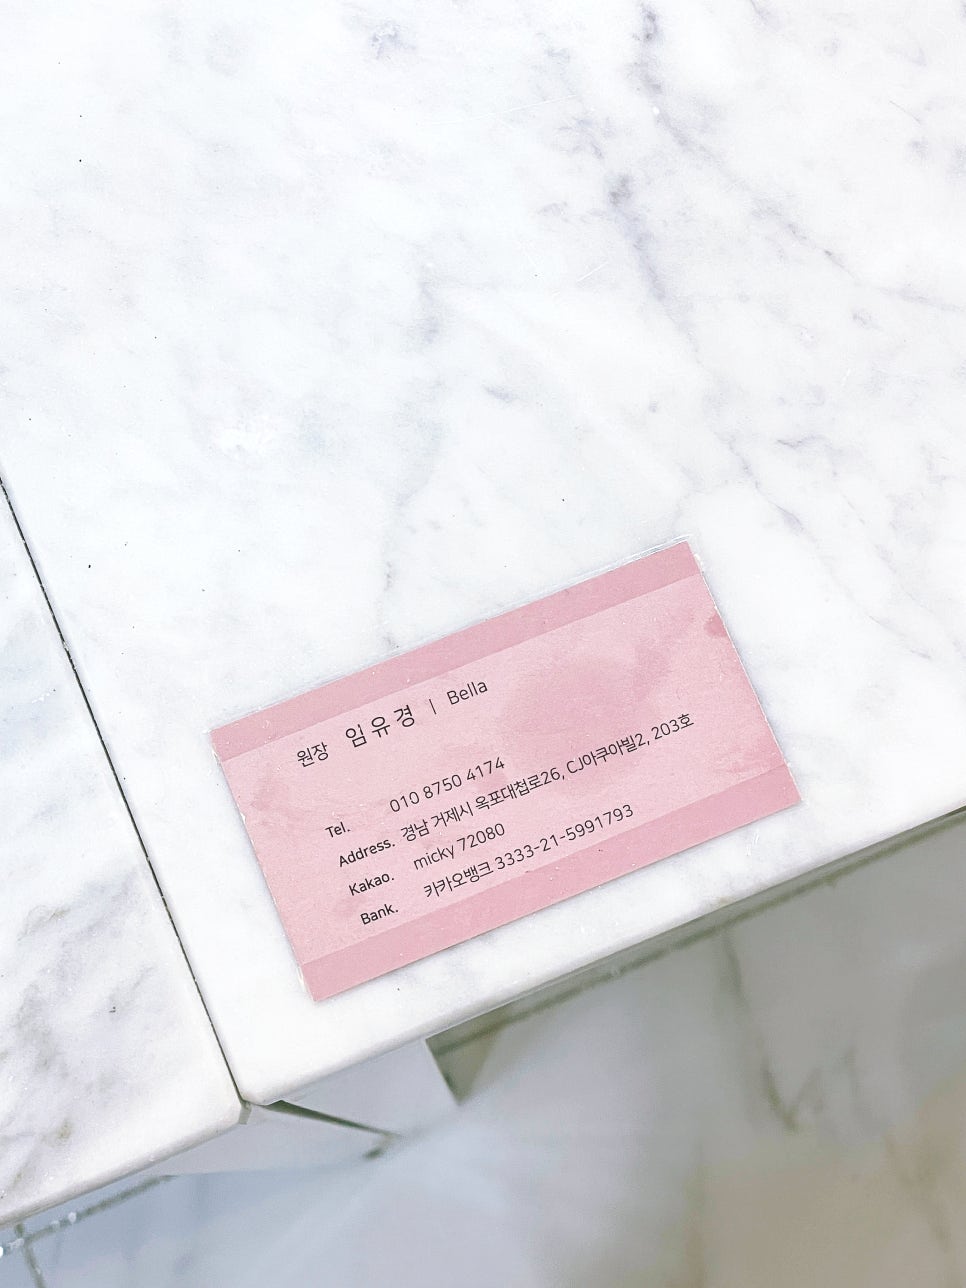 원장 임유경 | Bella
Tel. 010 8750 4174
Address. 경남 거제시 옥포대첩로26, CJ아쿠아빌2, 203호
Kakao. micky 72080
Bank. 카카오뱅크 3333-21-5991793